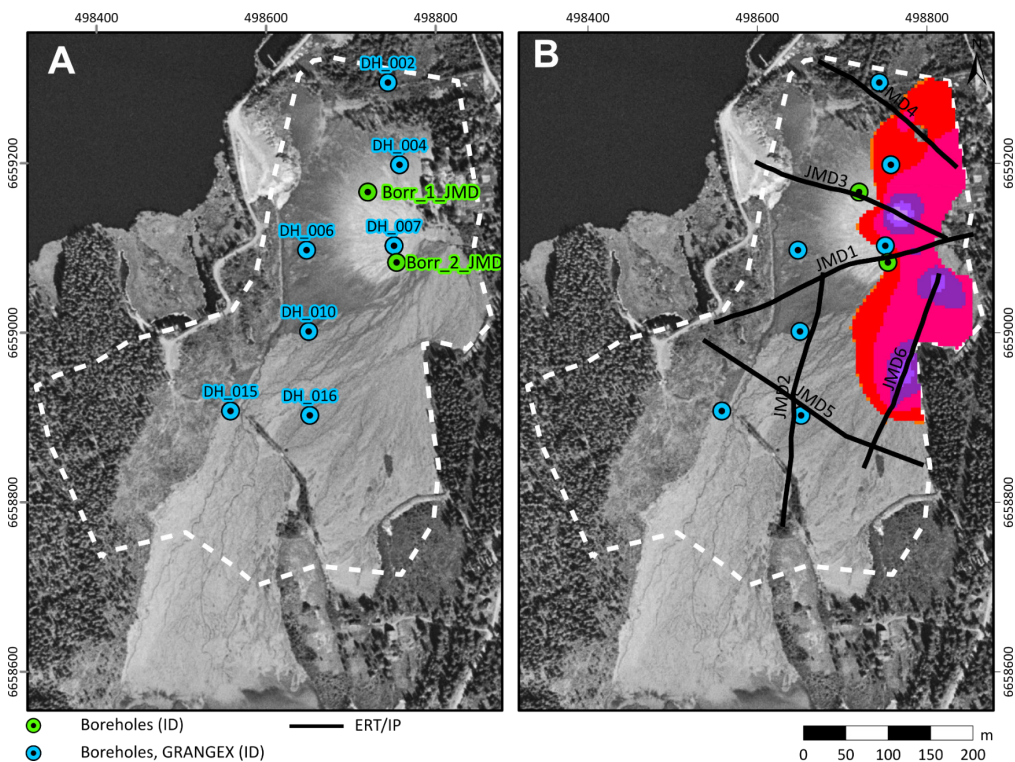 498400 498600 498800 498400 498600 498800
A
B
DH_002
DH_004
Borr_1_JMD
DH_007
DH_006
Borr_2_JMD
DH_010
DH_015
DH_016
JMD4
JMD3
JMD1
JMD6
JMD2
JMD5
6659200
6659000
6658800
6658600
6659200
6659000
6658800
6658600
Boreholes (ID) ERT/IP
Boreholes, GRANGEX (ID)
m
0 50 100 150 200